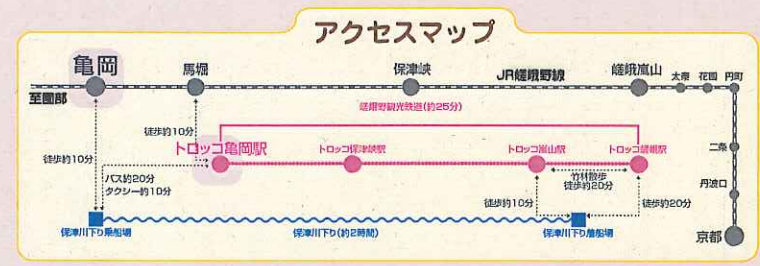 アクセスマップ
亀岡
馬堀
保津峡
JR嵯峨野線
嵯峨嵐山
太秦
花園
円町
至園部
嵯峨野観光鉄道(約25分)
徒歩約10分
トロッコ亀岡駅
トロッコ保津峡駅
トロッコ嵐山駅
トロッコ嵯峨駅
二条
徒歩約10分
バス約20分
タクシー約10分
竹林散歩
徒歩約20分
丹波口
徒歩約10分
徒歩約20分
保津川下り乗船場
保津川下り(約2時間)
保津川下り着船場
京都